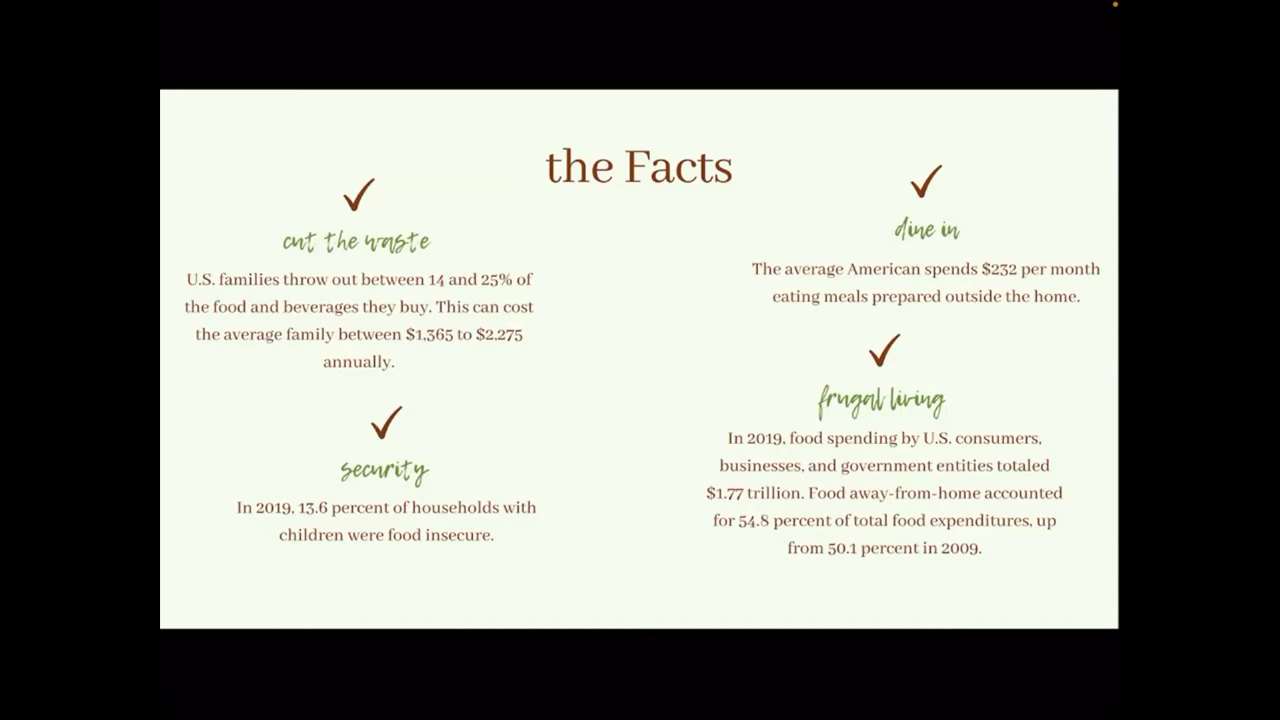 the Facts
cut the waste
U.S. families throw out between 14 and 25% of
the food and beverages they buy. This can cost
the average family between $1,365 to $2,275
annually.
security
In 2019, 13.6 percent of households with
children were food insecure.
dine in
The average American spends $232 per month
eating meals prepared outside the home.
frugal living
In 2019, food spending by U.S. consumers,
businesses, and government entities totaled
$1.77 trillion. Food away-from-home accounted
for 54.8 percent of total food expenditures, up
from 50.1 percent in 2009.